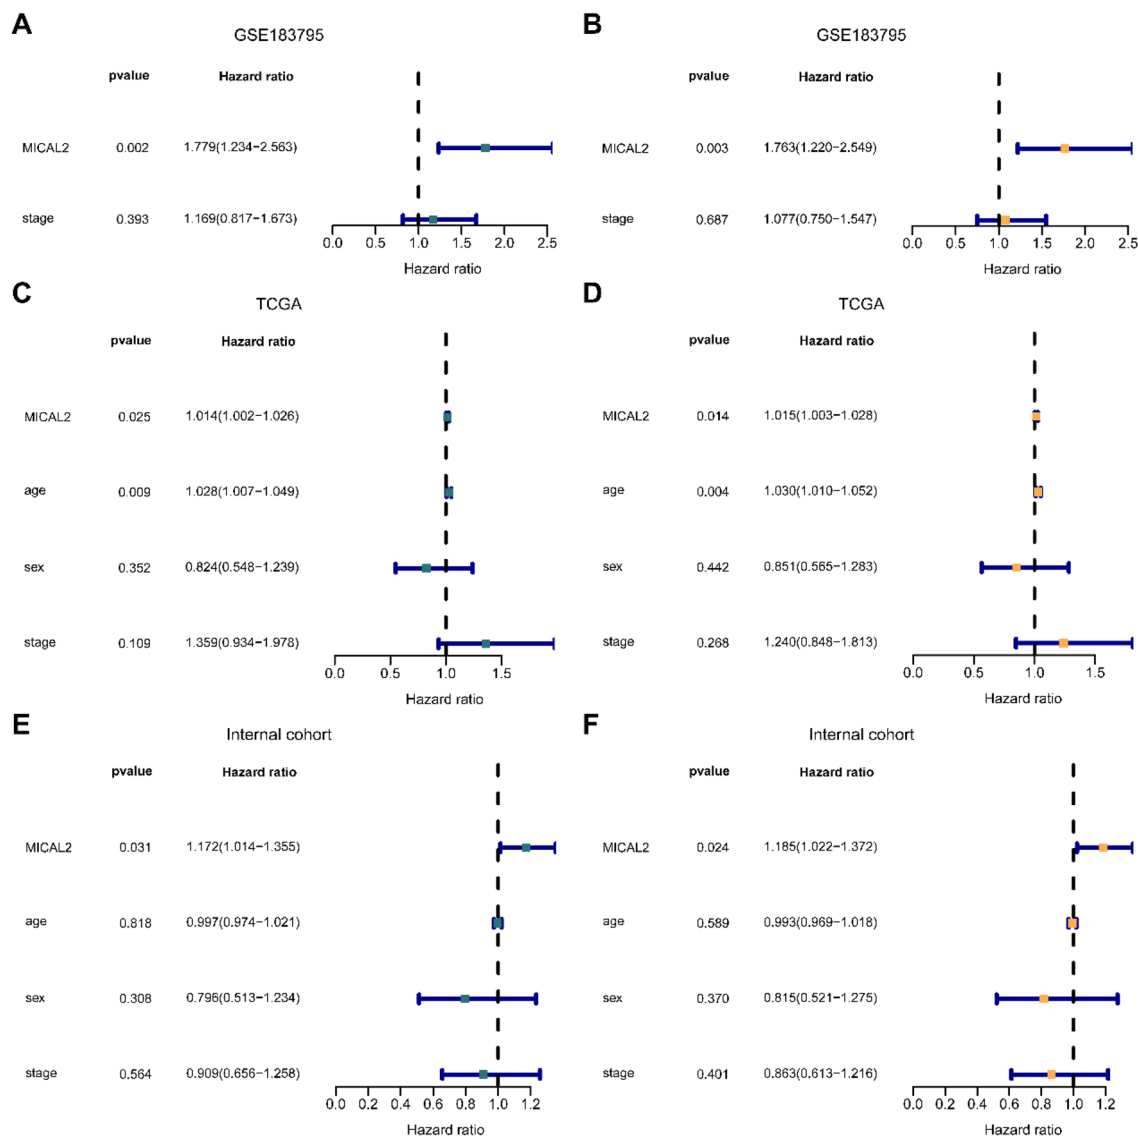 A
GSE183795
pvalue Hazard ratio
MICAL2 0.002 1.779(1.234−2.563)
stage 0.393 1.169(0.817−1.673)
0.0 0.5 1.0 1.5 2.0 2.5
Hazard ratio
B
GSE183795
pvalue Hazard ratio
MICAL2 0.003 1.763(1.220−2.549)
stage 0.687 1.077(0.750−1.547)
0.0 0.5 1.0 1.5 2.0 2.5
Hazard ratio
C
TCGA
pvalue Hazard ratio
MICAL2 0.025 1.014(1.002−1.026)
age 0.009 1.028(1.007−1.049)
sex 0.352 0.824(0.548−1.239)
stage 0.109 1.359(0.934−1.978)
0.0 0.5 1.0 1.5
Hazard ratio
D
TCGA
pvalue Hazard ratio
MICAL2 0.014 1.015(1.003−1.028)
age 0.004 1.030(1.010−1.052)
sex 0.442 0.851(0.565−1.283)
stage 0.268 1.240(0.848−1.813)
0.0 0.5 1.0 1.5
Hazard ratio
E
Internal cohort
pvalue Hazard ratio
MICAL2 0.031 1.172(1.014−1.355)
age 0.818 0.997(0.974−1.021)
sex 0.308 0.796(0.513−1.234)
stage 0.564 0.909(0.656−1.258)
0.0 0.2 0.4 0.6 0.8 1.0 1.2
Hazard ratio
F
Internal cohort
pvalue Hazard ratio
MICAL2 0.024 1.185(1.022−1.372)
age 0.589 0.993(0.969−1.018)
sex 0.370 0.815(0.521−1.275)
stage 0.401 0.863(0.613−1.216)
0.0 0.2 0.4 0.6 0.8 1.0 1.2
Hazard ratio